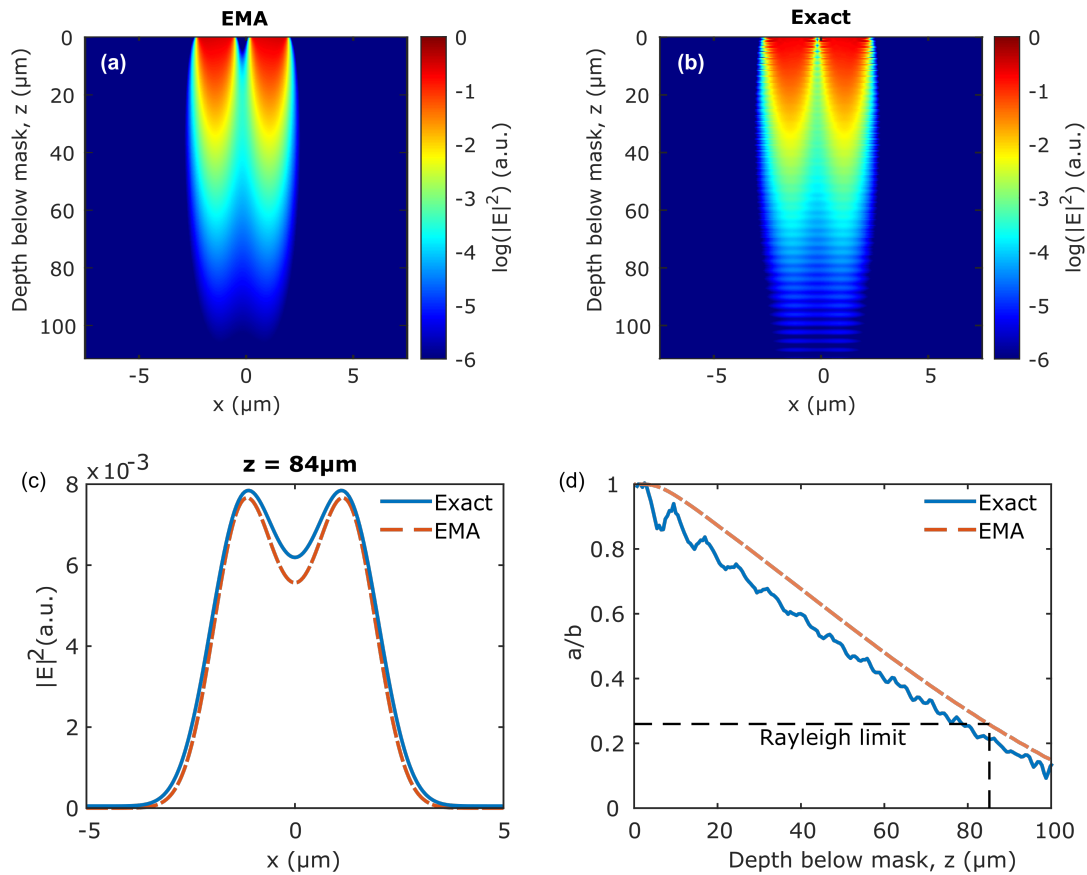 EMA
(a)
0
20
40
60
80
100
Depth below mask, z (µm)
-5 0 5
x (µm)
0
-1
-2
-3
-4
-5
-6
log(|E|²) (a.u.)
Exact
(b)
0
20
40
60
80
100
Depth below mask, z (µm)
-5 0 5
x (µm)
0
-1
-2
-3
-4
-5
-6
log(|E|²) (a.u.)
(c)
×10⁻³
z = 84µm
8
6
4
2
0
|E|²(a.u.)
Exact
EMA
-5 0 5
x (µm)
(d)
1
0.8
0.6
0.4
0.2
0
a/b
Exact
EMA
Rayleigh limit
0 20 40 60 80 100
Depth below mask, z (µm)